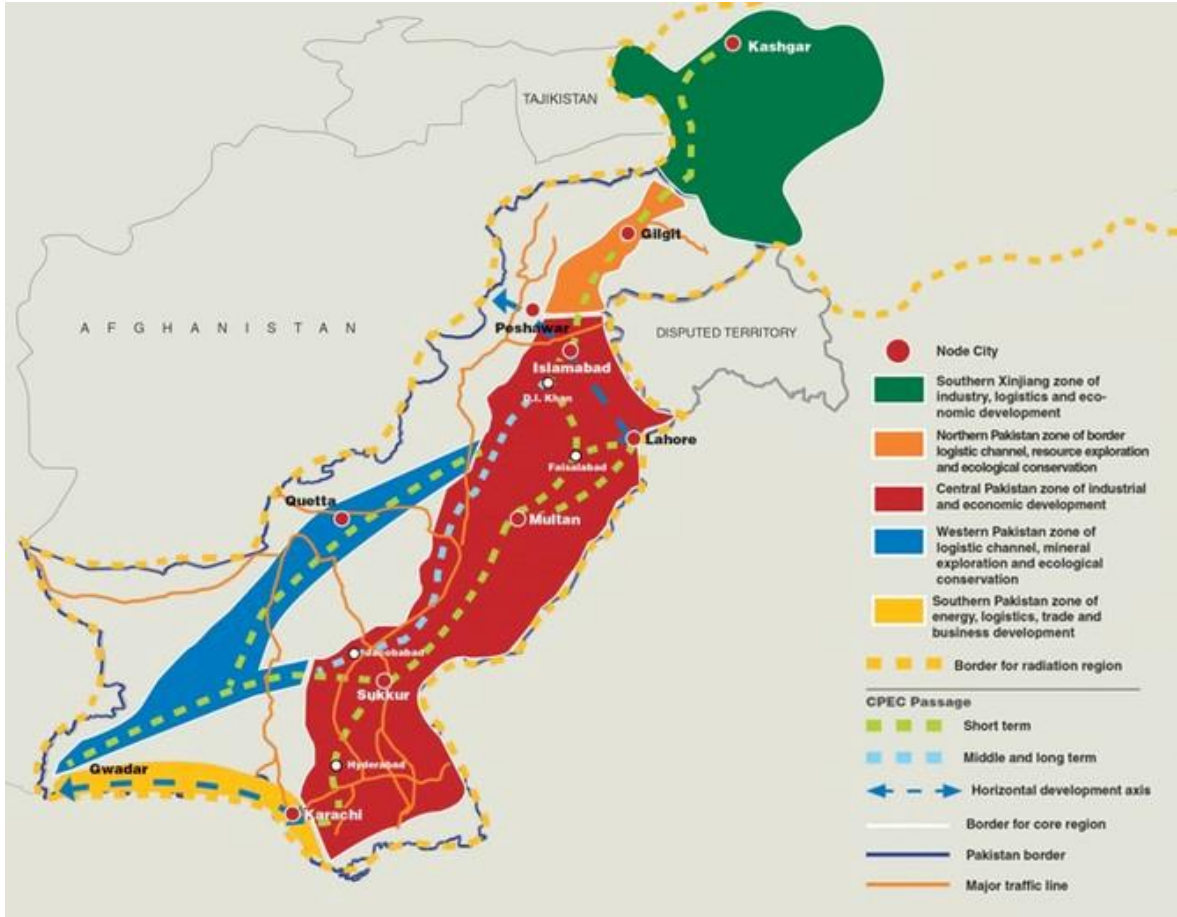 Kashgar
TAJIKISTAN
Gilgit
AFGHANISTAN
Peshawar
DISPUTED TERRITORY
Islamabad
D.I. Khan
Lahore
Faisalabad
Quetta
Multan
Jacobabad
Sukkur
Gwadar
Hyderabad
Karachi
Node City
Southern Xinjiang zone of
industry, logistics and eco-
nomic development
Northern Pakistan zone of border
logistic channel, resource exploration
and ecological conservation
Central Pakistan zone of industrial
and economic development
Western Pakistan zone of
logistic channel, mineral
exploration and ecological
conservation
Southern Pakistan zone of
energy, logistics, trade and
business development
Border for radiation region
CPEC Passage
Short term
Middle and long term
Horizontal development axis
Border for core region
Pakistan border
Major traffic line